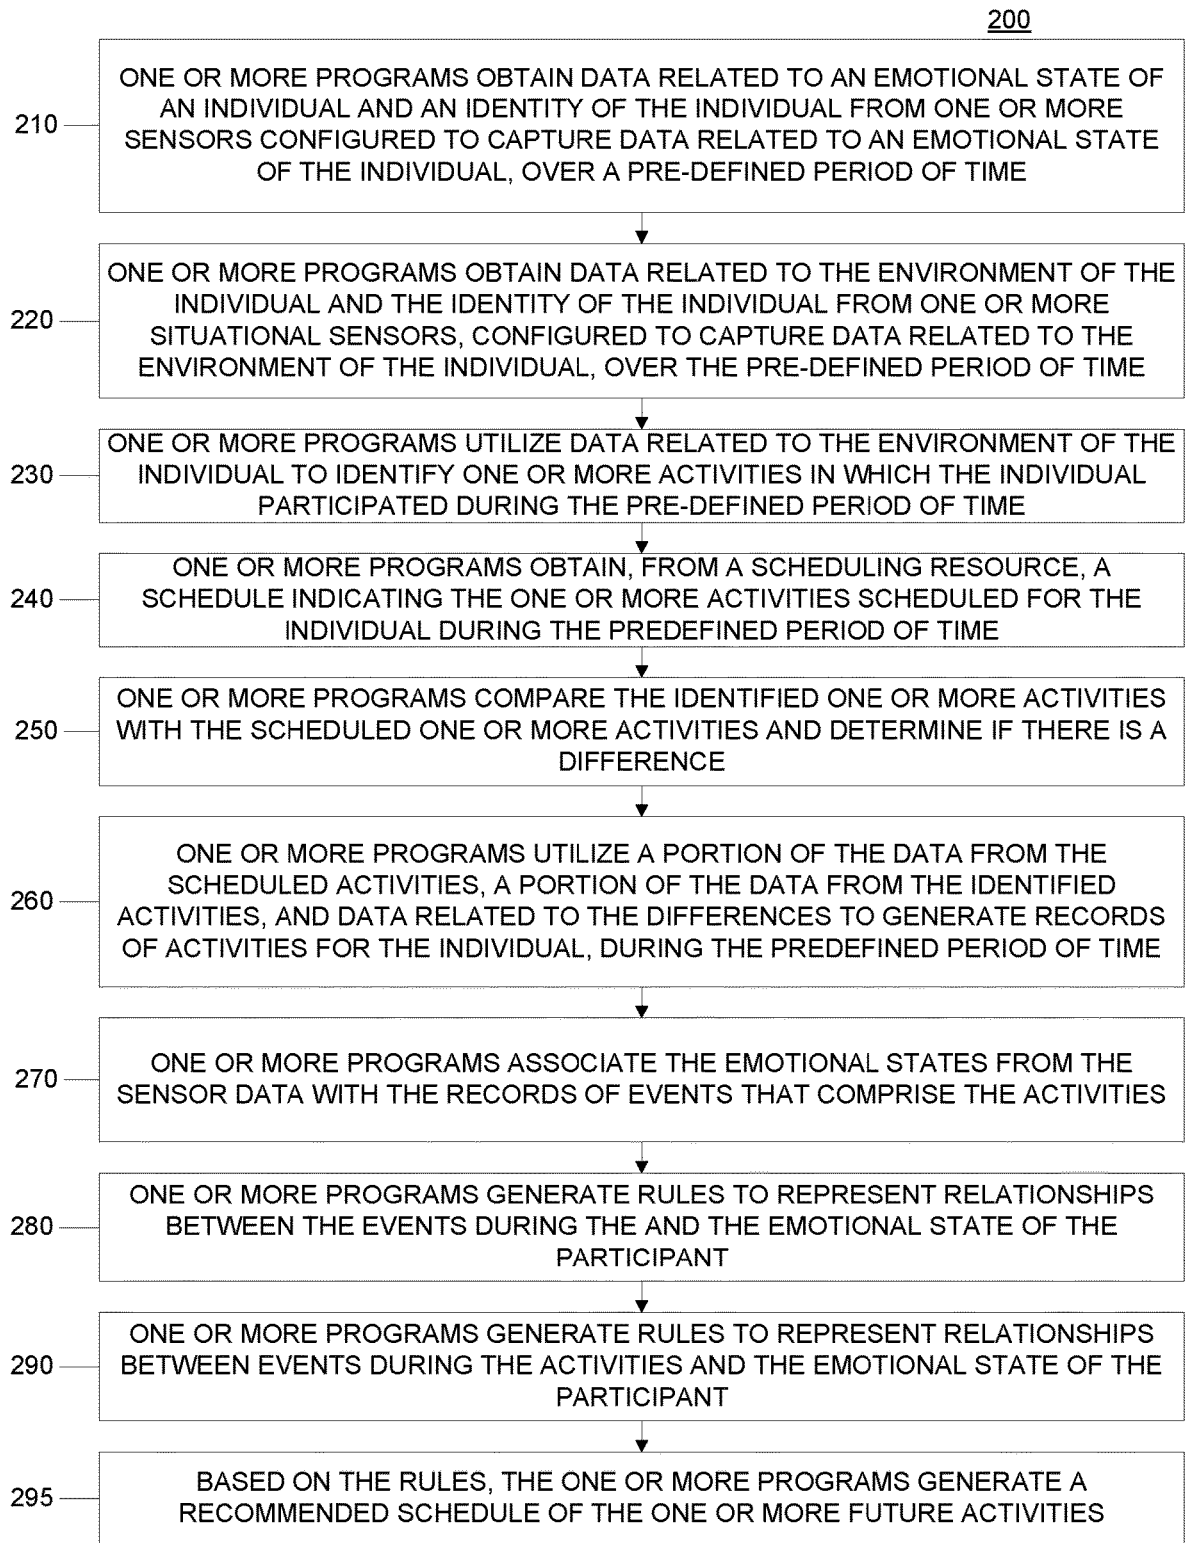 200
ONE OR MORE PROGRAMS OBTAIN DATA RELATED TO AN EMOTIONAL STATE OF
AN INDIVIDUAL AND AN IDENTITY OF THE INDIVIDUAL FROM ONE OR MORE
210
SENSORS CONFIGURED TO CAPTURE DATA RELATED TO AN EMOTIONAL STATE
OF THE INDIVIDUAL, OVER A PRE-DEFINED PERIOD OF TIME
ONE OR MORE PROGRAMS OBTAIN DATA RELATED TO THE ENVIRONMENT OF THE
INDIVIDUAL AND THE IDENTITY OF THE INDIVIDUAL FROM ONE OR MORE
220
SITUATIONAL SENSORS, CONFIGURED TO CAPTURE DATA RELATED TO THE
ENVIRONMENT OF THE INDIVIDUAL, OVER THE PRE-DEFINED PERIOD OF TIME
ONE OR MORE PROGRAMS UTILIZE DATA RELATED TO THE ENVIRONMENT OF THE
230
INDIVIDUAL TO IDENTIFY ONE OR MORE ACTIVITIES IN WHICH THE INDIVIDUAL
PARTICIPATED DURING THE PRE-DEFINED PERIOD OF TIME
ONE OR MORE PROGRAMS OBTAIN, FROM A SCHEDULING RESOURCE, A
240
SCHEDULE INDICATING THE ONE OR MORE ACTIVITIES SCHEDULED FOR THE
INDIVIDUAL DURING THE PREDEFINED PERIOD OF TIME
ONE OR MORE PROGRAMS COMPARE THE IDENTIFIED ONE OR MORE ACTIVITIES
250
WITH THE SCHEDULED ONE OR MORE ACTIVITIES AND DETERMINE IF THERE IS A
DIFFERENCE
ONE OR MORE PROGRAMS UTILIZE A PORTION OF THE DATA FROM THE
SCHEDULED ACTIVITIES, A PORTION OF THE DATA FROM THE IDENTIFIED
260
ACTIVITIES, AND DATA RELATED TO THE DIFFERENCES TO GENERATE RECORDS
OF ACTIVITIES FOR THE INDIVIDUAL, DURING THE PREDEFINED PERIOD OF TIME
ONE OR MORE PROGRAMS ASSOCIATE THE EMOTIONAL STATES FROM THE
270
SENSOR DATA WITH THE RECORDS OF EVENTS THAT COMPRISE THE ACTIVITIES
ONE OR MORE PROGRAMS GENERATE RULES TO REPRESENT RELATIONSHIPS
280
BETWEEN THE EVENTS DURING THE AND THE EMOTIONAL STATE OF THE
PARTICIPANT
ONE OR MORE PROGRAMS GENERATE RULES TO REPRESENT RELATIONSHIPS
290
BETWEEN EVENTS DURING THE ACTIVITIES AND THE EMOTIONAL STATE OF THE
PARTICIPANT
BASED ON THE RULES, THE ONE OR MORE PROGRAMS GENERATE A
295
RECOMMENDED SCHEDULE OF THE ONE OR MORE FUTURE ACTIVITIES